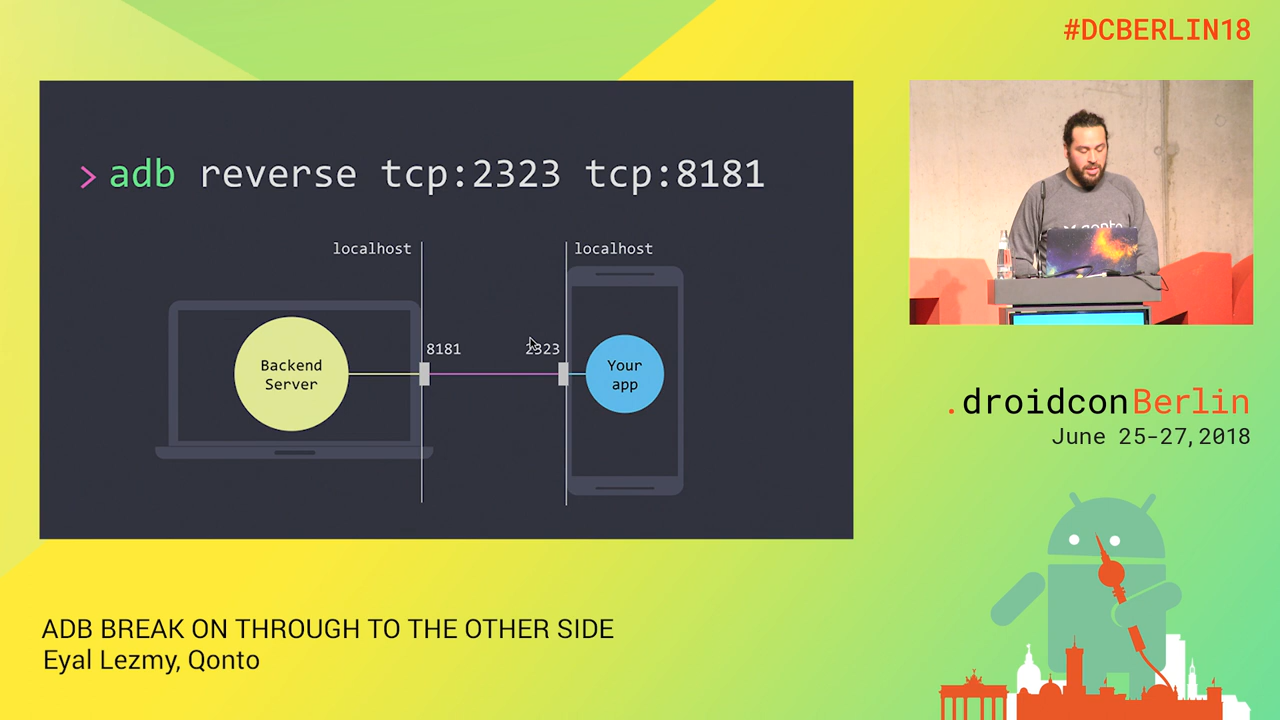 #DCBERLIN18
> adb reverse tcp:2323 tcp:8181
localhost
localhost
8181
2323
Backend
Server
Your
app
qonto
.droidconBerlin
June 25-27, 2018
ADB BREAK ON THROUGH TO THE OTHER SIDE
Eyal Lezmy, Qonto